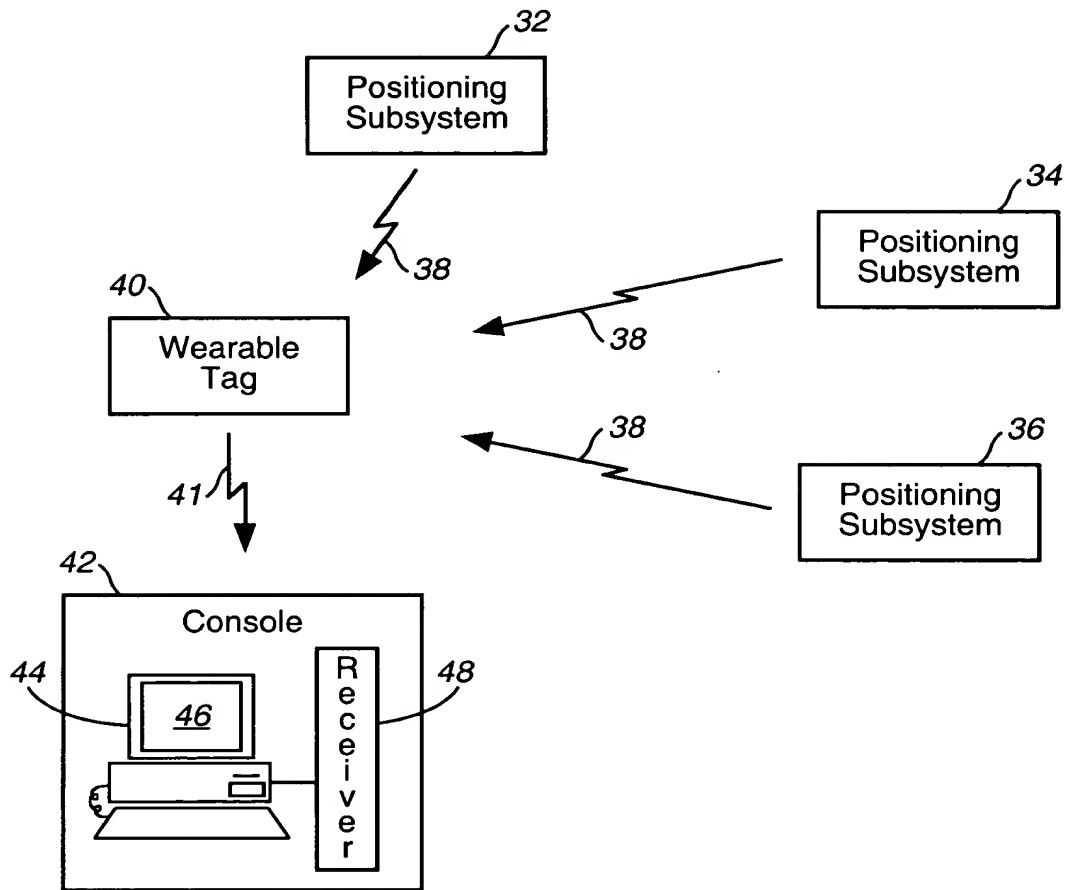 32
Positioning
Subsystem
34
Positioning
Subsystem
38
40
Wearable
Tag
38
38
36
Positioning
Subsystem
41
42
Console
44
46
Receiver
48